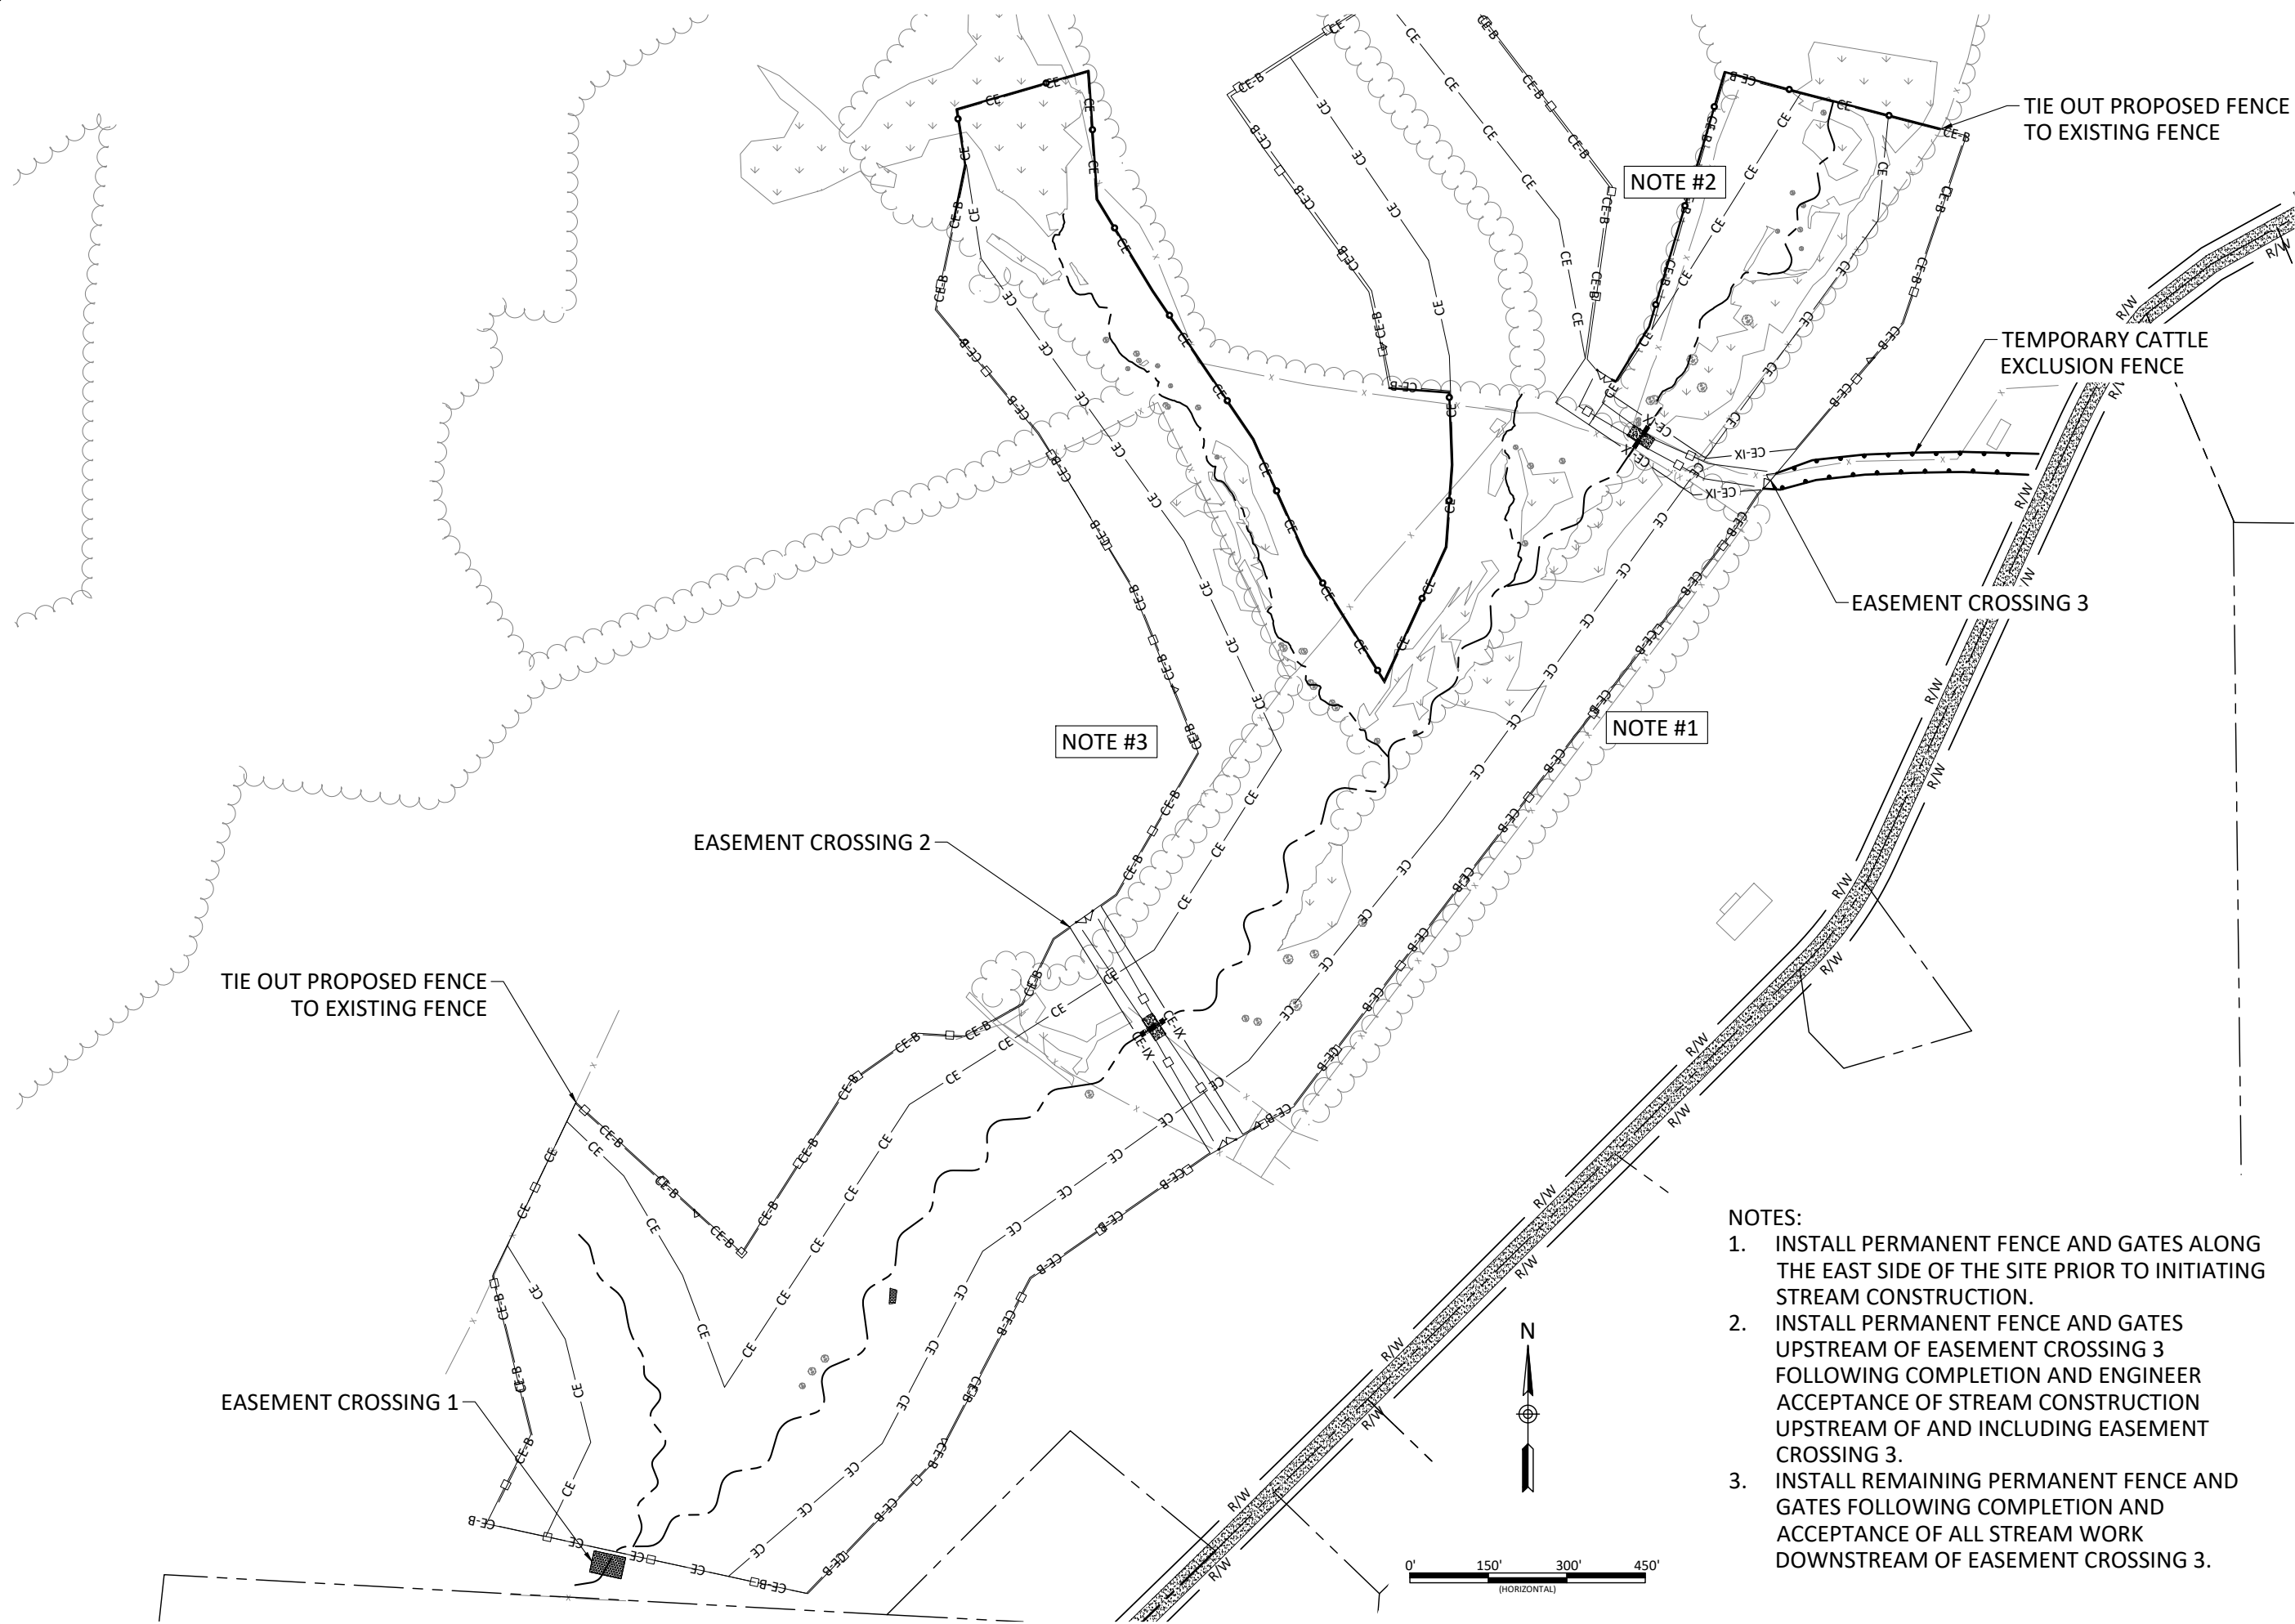 TIE OUT PROPOSED FENCE
TO EXISTING FENCE
NOTE #2
TEMPORARY CATTLE
EXCLUSION FENCE
EASEMENT CROSSING 3
NOTE #3
NOTE #1
EASEMENT CROSSING 2
TIE OUT PROPOSED FENCE
TO EXISTING FENCE
EASEMENT CROSSING 1
CE
CE-B
CE-IX
R/W
N
0' 150' 300' 450'
(HORIZONTAL)
NOTES:
1. INSTALL PERMANENT FENCE AND GATES ALONG
THE EAST SIDE OF THE SITE PRIOR TO INITIATING
STREAM CONSTRUCTION.
2. INSTALL PERMANENT FENCE AND GATES
UPSTREAM OF EASEMENT CROSSING 3
FOLLOWING COMPLETION AND ENGINEER
ACCEPTANCE OF STREAM CONSTRUCTION
UPSTREAM OF AND INCLUDING EASEMENT
CROSSING 3.
3. INSTALL REMAINING PERMANENT FENCE AND
GATES FOLLOWING COMPLETION AND
ACCEPTANCE OF ALL STREAM WORK
DOWNSTREAM OF EASEMENT CROSSING 3.